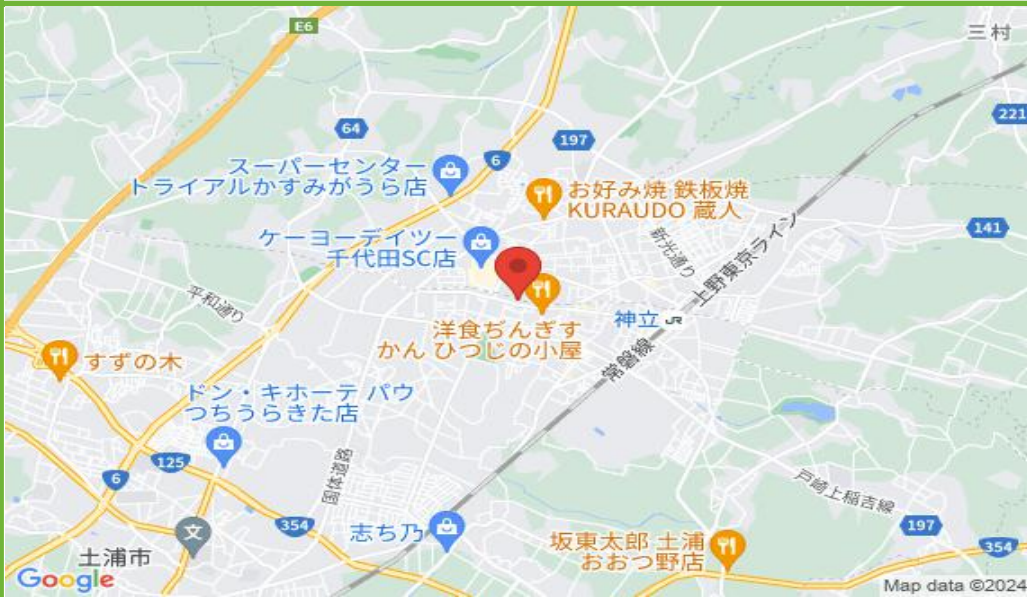 E6
三村
64
197
221
6
スーパーセンター
トライアルかすみがうら店
お好み焼 鉄板焼
KURAUDO 蔵人
141
ケーヨーデイツー
千代田SC店
新光通り
上野東京ライン
平和通り
洋食ぢんぎす
かん ひつじの小屋
神立 JR
常磐線
すずの木
ドン・キホーテ パウ
つちうらきた店
125
6
国体道路
戸崎上稲吉線
354
志ち乃
197
坂東太郎 土浦
おおつ野店
354
文
土浦市
Google
Map data ©2024